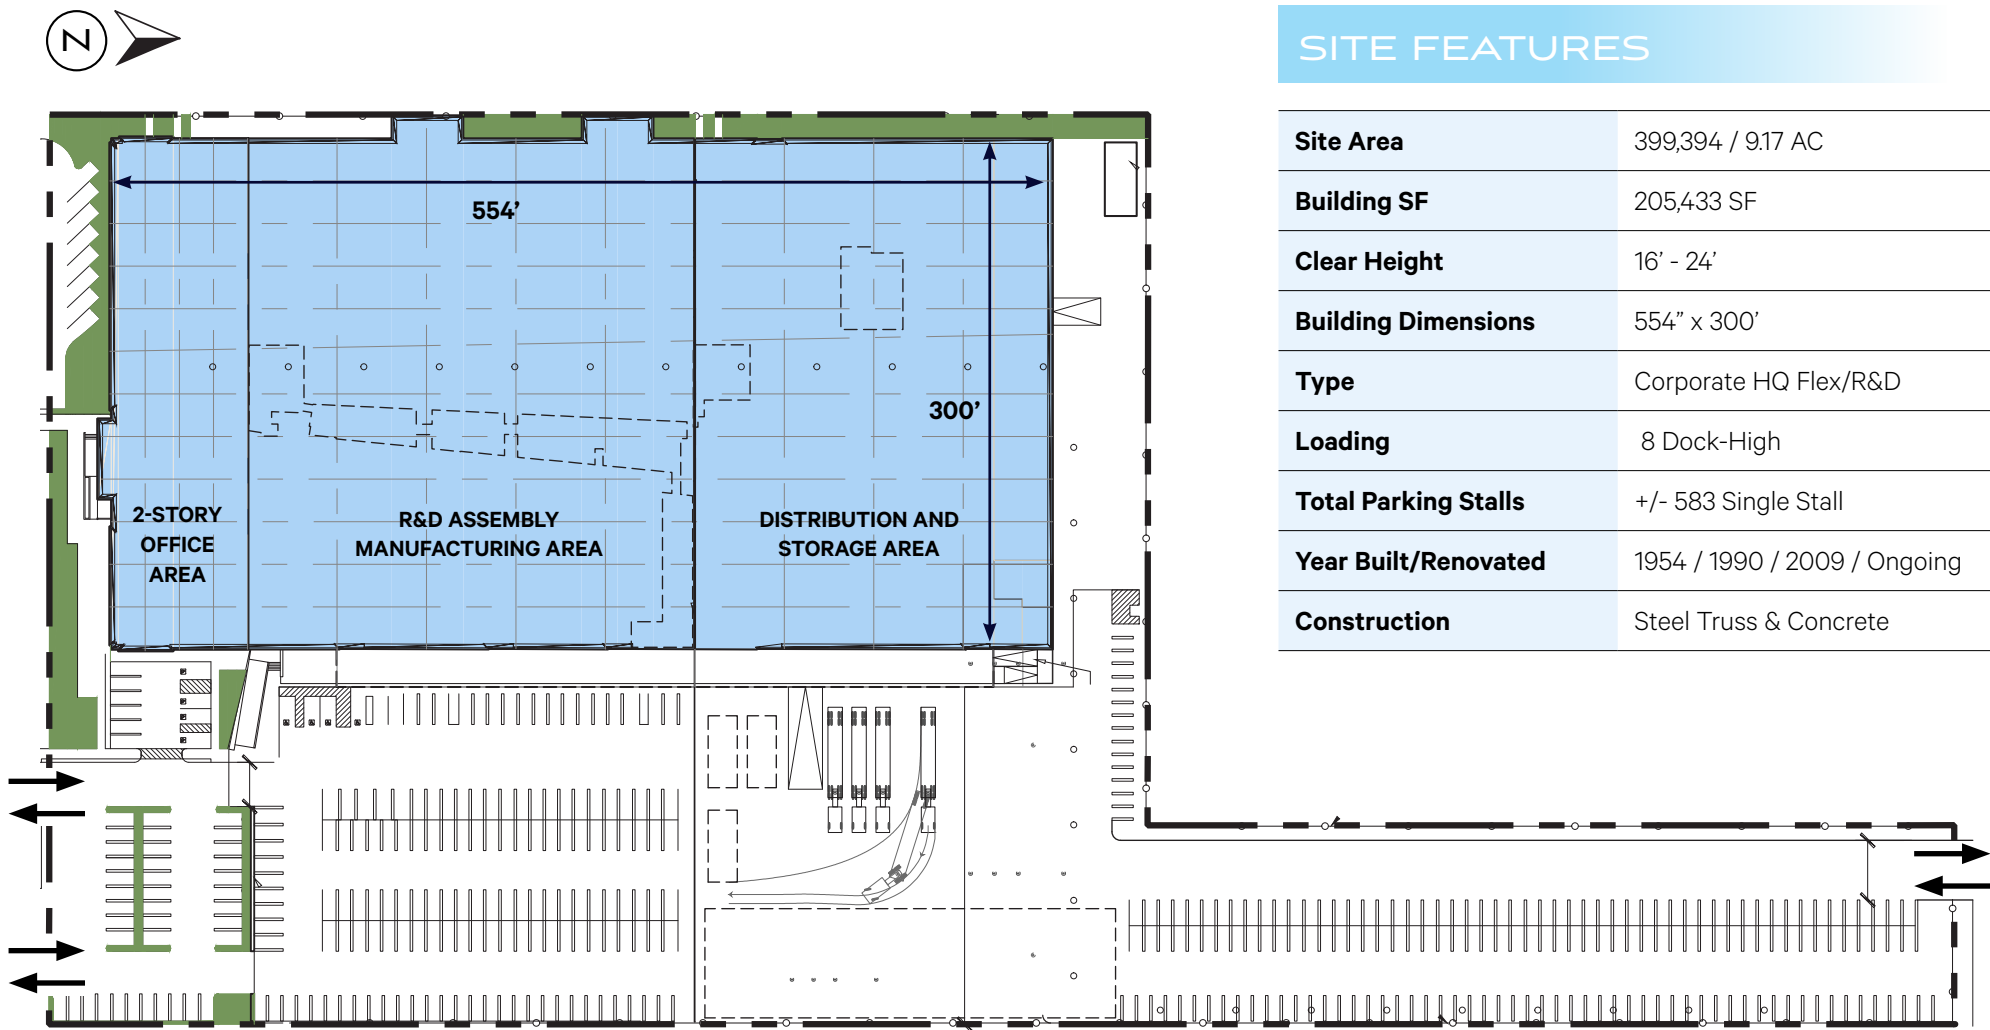 N
SITE FEATURES
Site Area 399,394 / 9.17 AC
Building SF 205,433 SF
Clear Height 16’ - 24’
Building Dimensions 554” x 300’
Type Corporate HQ Flex/R&D
Loading 8 Dock-High
Total Parking Stalls +/- 583 Single Stall
Year Built/Renovated 1954 / 1990 / 2009 / Ongoing
Construction Steel Truss & Concrete
554’
300’
2-STORY
OFFICE
AREA
R&D ASSEMBLY
MANUFACTURING AREA
DISTRIBUTION AND
STORAGE AREA